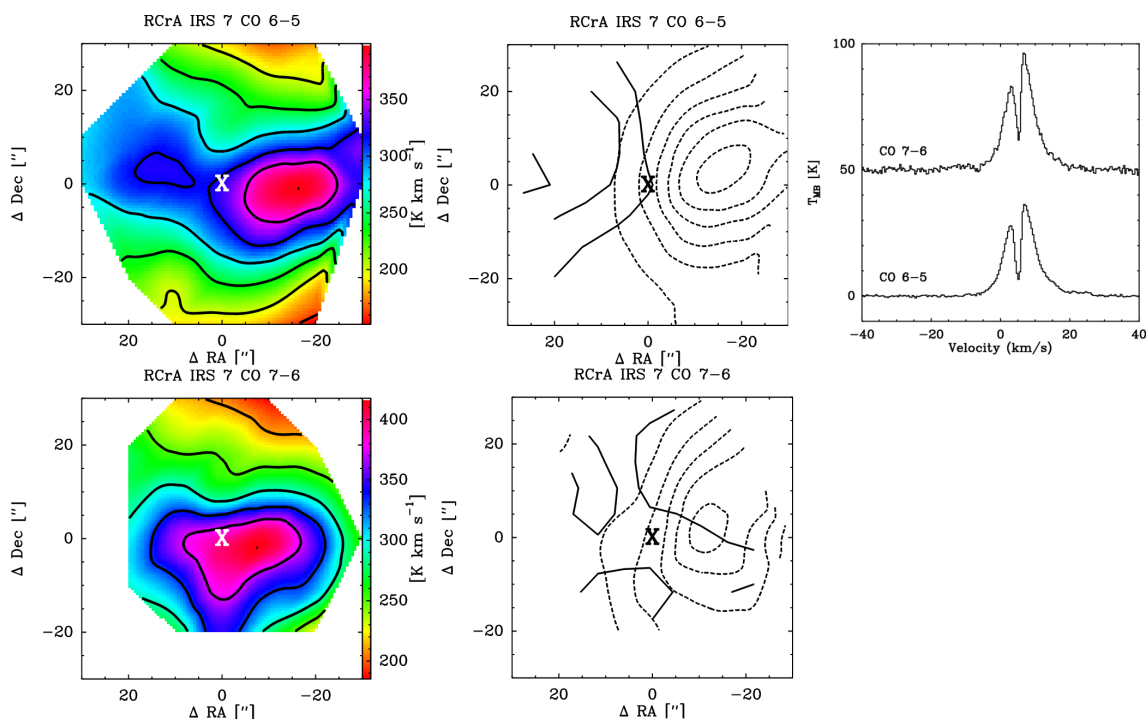 RCrA IRS 7 CO 6−5
20
0
−20
Δ Dec ["]
20
0
−20
Δ RA ["]
350
300
250
200
[K km s⁻¹]
RCrA IRS 7 CO 6−5
20
0
−20
Δ Dec ["]
20
0
−20
Δ RA ["]
X
X
100
50
0
T_MB [K]
CO 7−6
CO 6−5
−40
−20
0
20
40
Velocity (km/s)
RCrA IRS 7 CO 7−6
20
0
−20
Δ Dec ["]
20
0
−20
Δ RA ["]
400
350
300
250
200
[K km s⁻¹]
RCrA IRS 7 CO 7−6
20
0
−20
Δ Dec ["]
20
0
−20
Δ RA ["]
X
X